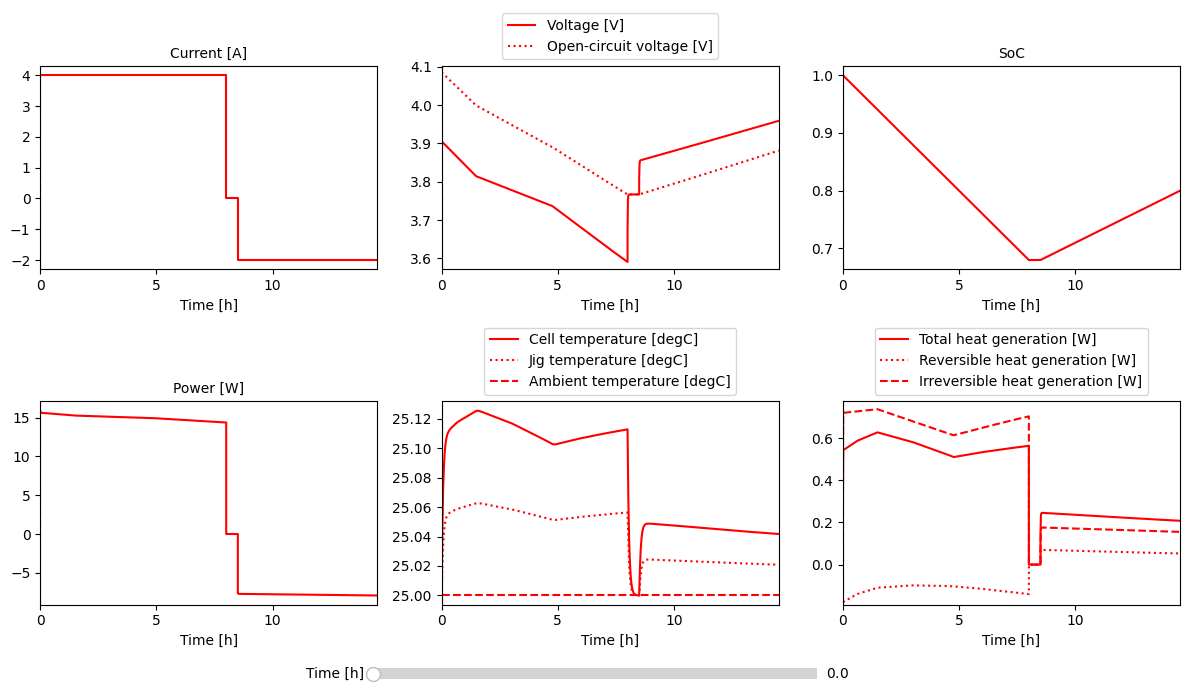 Current [A]
4
3
2
1
0
−1
−2
0
5
10
Time [h]
Voltage [V]
Open-circuit voltage [V]
4.1
4.0
3.9
3.8
3.7
3.6
0
5
10
Time [h]
SoC
1.0
0.9
0.8
0.7
0
5
10
Time [h]
Power [W]
15
10
5
0
−5
0
5
10
Time [h]
Cell temperature [degC]
Jig temperature [degC]
Ambient temperature [degC]
25.12
25.10
25.08
25.06
25.04
25.02
25.00
0
5
10
Time [h]
Total heat generation [W]
Reversible heat generation [W]
Irreversible heat generation [W]
0.6
0.4
0.2
0.0
0
5
10
Time [h]
Time [h]
0.0